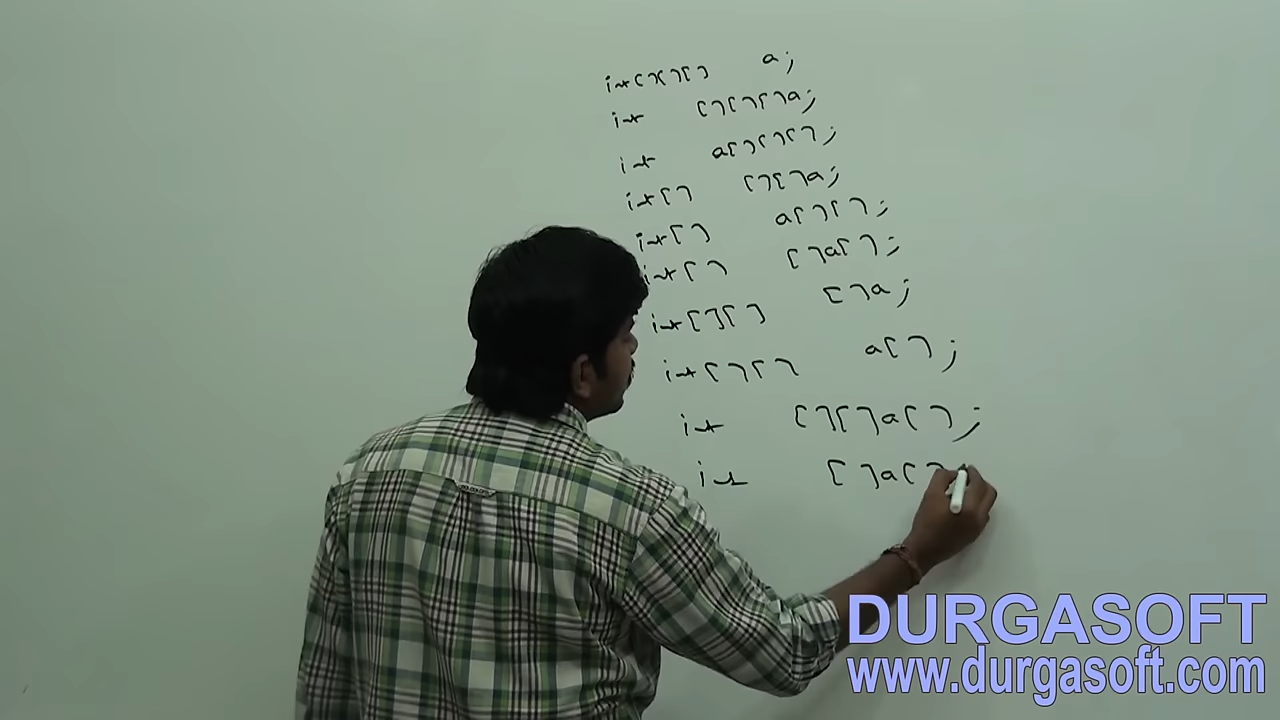 int[][][] a;
int [][][]a;
int a[][][];
int[] [][]a;
int[] a[][];
int[] []a[];
int[][] []a;
int[][] a[];
int [][]a[];
int []a[]
DURGASOFT
www.durgasoft.com